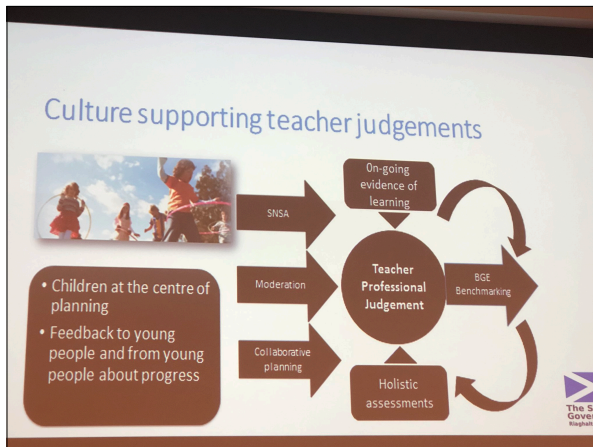 Culture supporting teacher judgements
On-going
evidence of
learning
SNSA
Moderation
Collaborative
planning
Teacher
Professional
Judgement
BGE
Benchmarking
Holistic
assessments
• Children at the centre of
planning
• Feedback to young
people and from young
people about progress
The S
Gover
Riaghalt